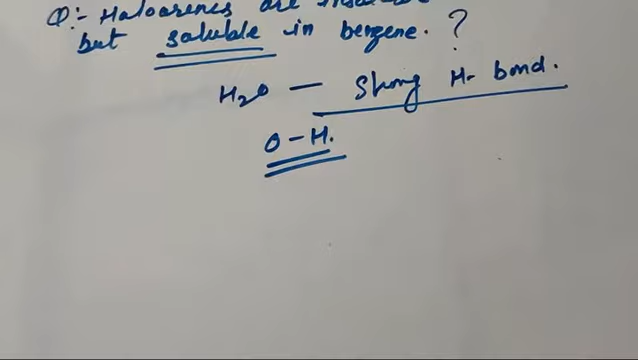 Q:- Haloarenes are
but soluble in benzene. ?
H2O — Strong H- bond.
O-H.